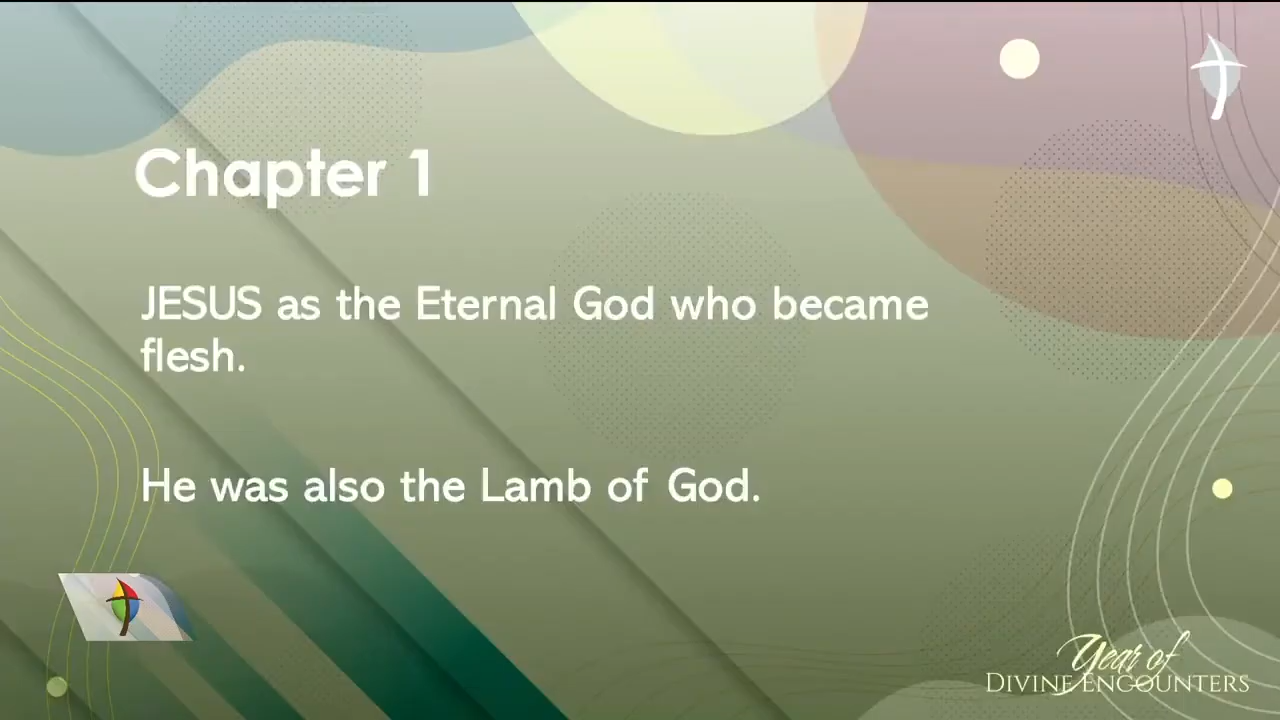 Chapter 1
JESUS as the Eternal God who became
flesh.
He was also the Lamb of God.
Year of
DIVINE ENCOUNTERS